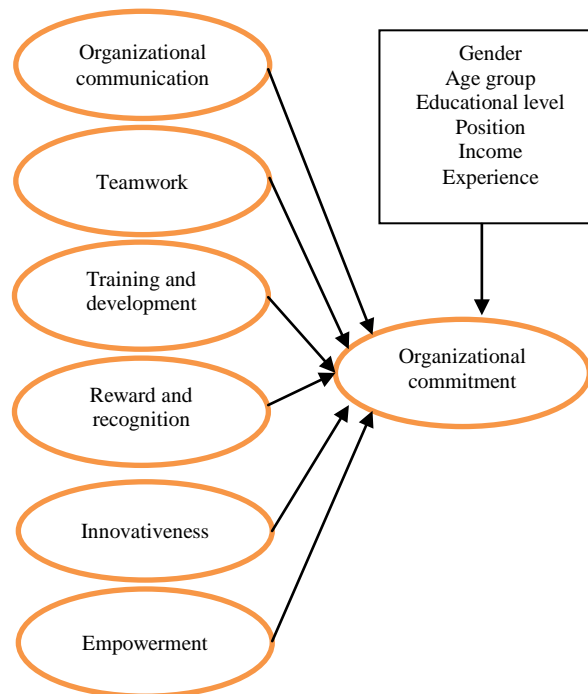 Organizational
communication
Teamwork
Training and
development
Reward and
recognition
Innovativeness
Empowerment
Gender
Age group
Educational level
Position
Income
Experience
Organizational
commitment